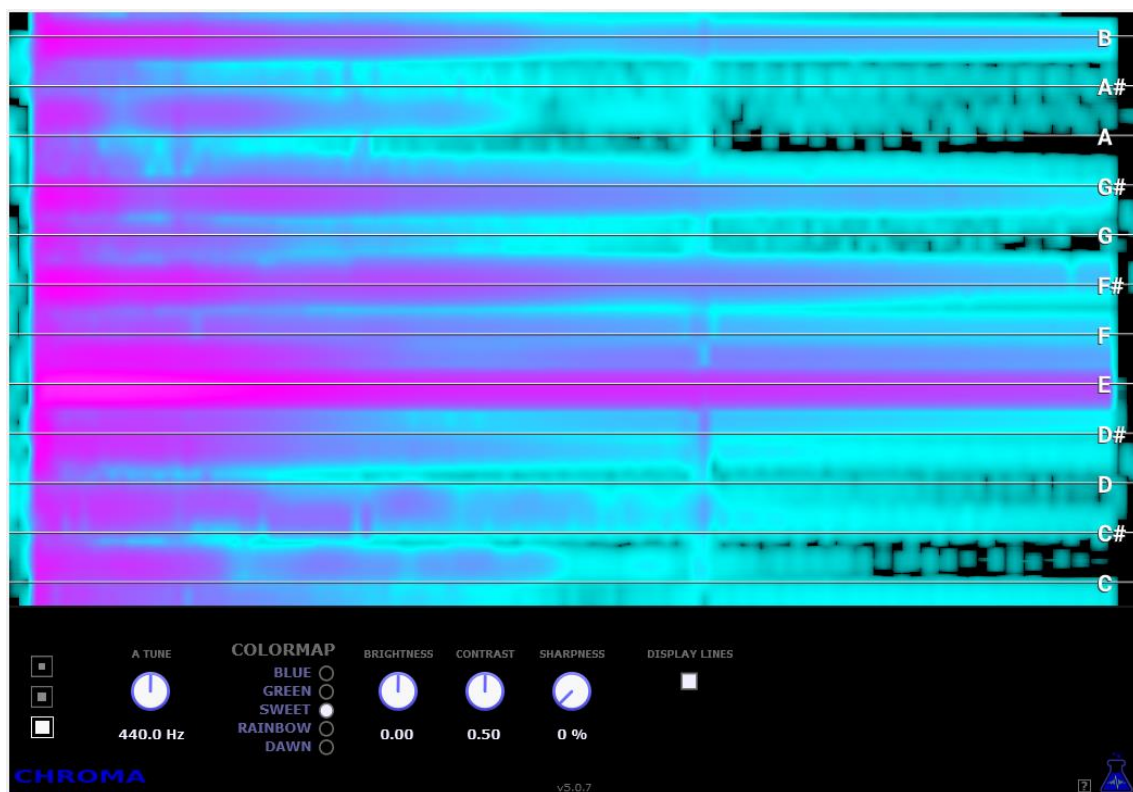 B
A#
A
G#
G
F#
F
E
D#
D
C#
C
A TUNE
440.0 Hz
COLORMAP
BLUE
GREEN
SWEET
RAINBOW
DAWN
BRIGHTNESS
0.00
CONTRAST
0.50
SHARPNESS
0 %
DISPLAY LINES
CHROMA
v5.0.7
?